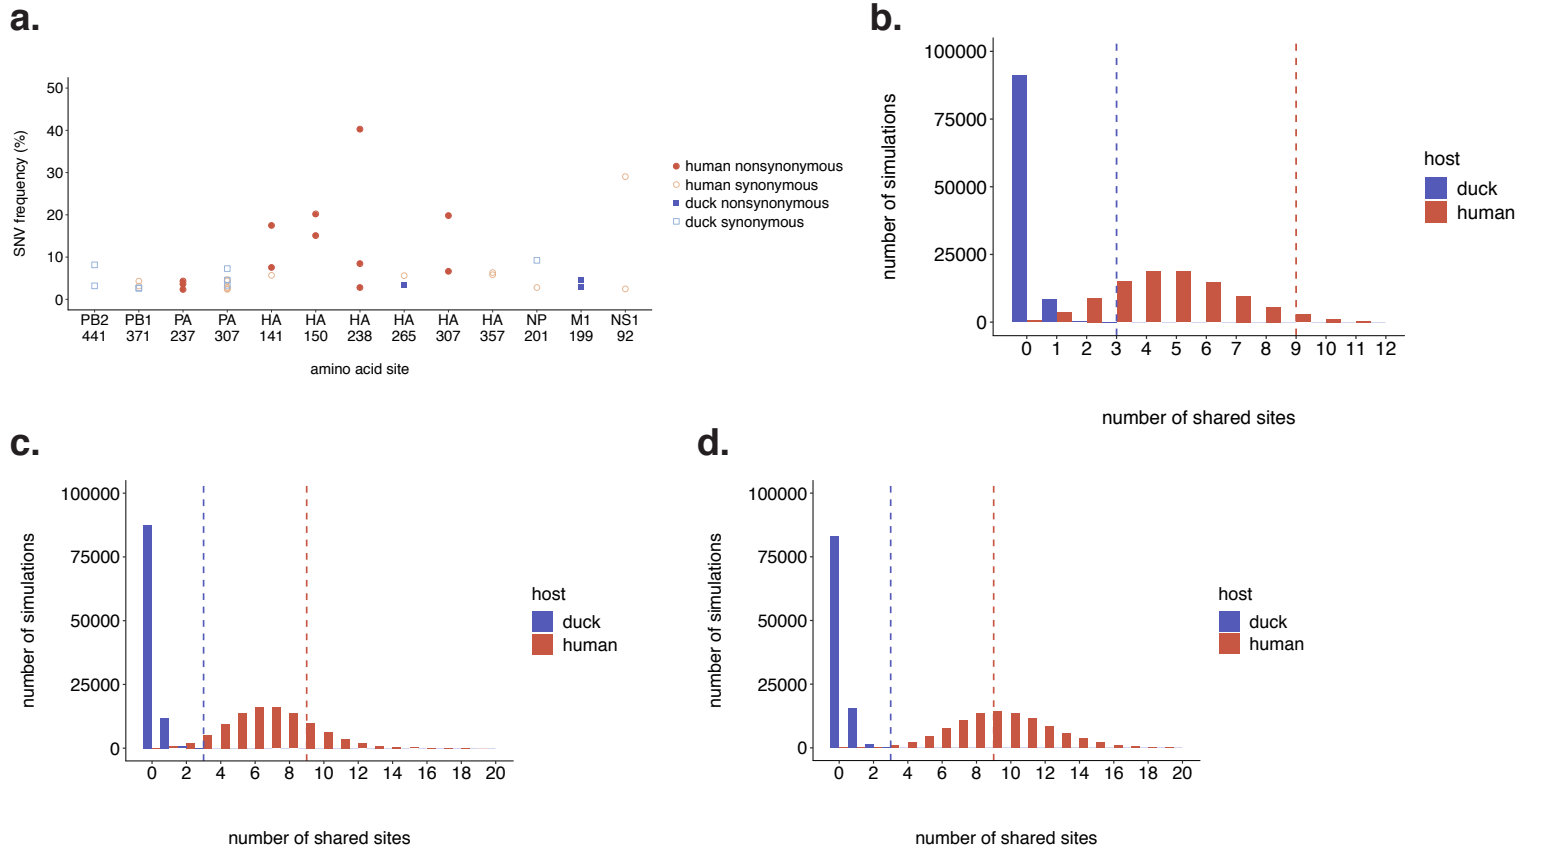 a.
50
40
30
20
10
0
SNV frequency (%)
PB2 PB1 PA PA HA HA HA HA HA HA NP M1 NS1
441 371 237 307 141 150 238 265 307 357 201 199 92
amino acid site
human nonsynonymous
human synonymous
duck nonsynonymous
duck synonymous
b.
100000
75000
50000
25000
0
number of simulations
0 1 2 3 4 5 6 7 8 9 10 11 12
number of shared sites
host
duck
human
c.
100000
75000
50000
25000
0
number of simulations
0 2 4 6 8 10 12 14 16 18 20
number of shared sites
host
duck
human
d.
100000
75000
50000
25000
0
number of simulations
0 2 4 6 8 10 12 14 16 18 20
number of shared sites
host
duck
human